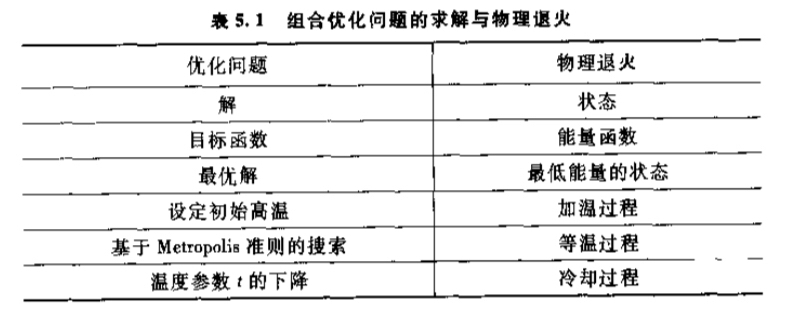 表5.1 组合优化问题的求解与物理退火
优化问题 物理退火
解 状态
目标函数 能量函数
最优解 最低能量的状态
设定初始高温 加温过程
基于 Metropolis 准则的搜索 等温过程
温度参数 t 的下降 冷却过程